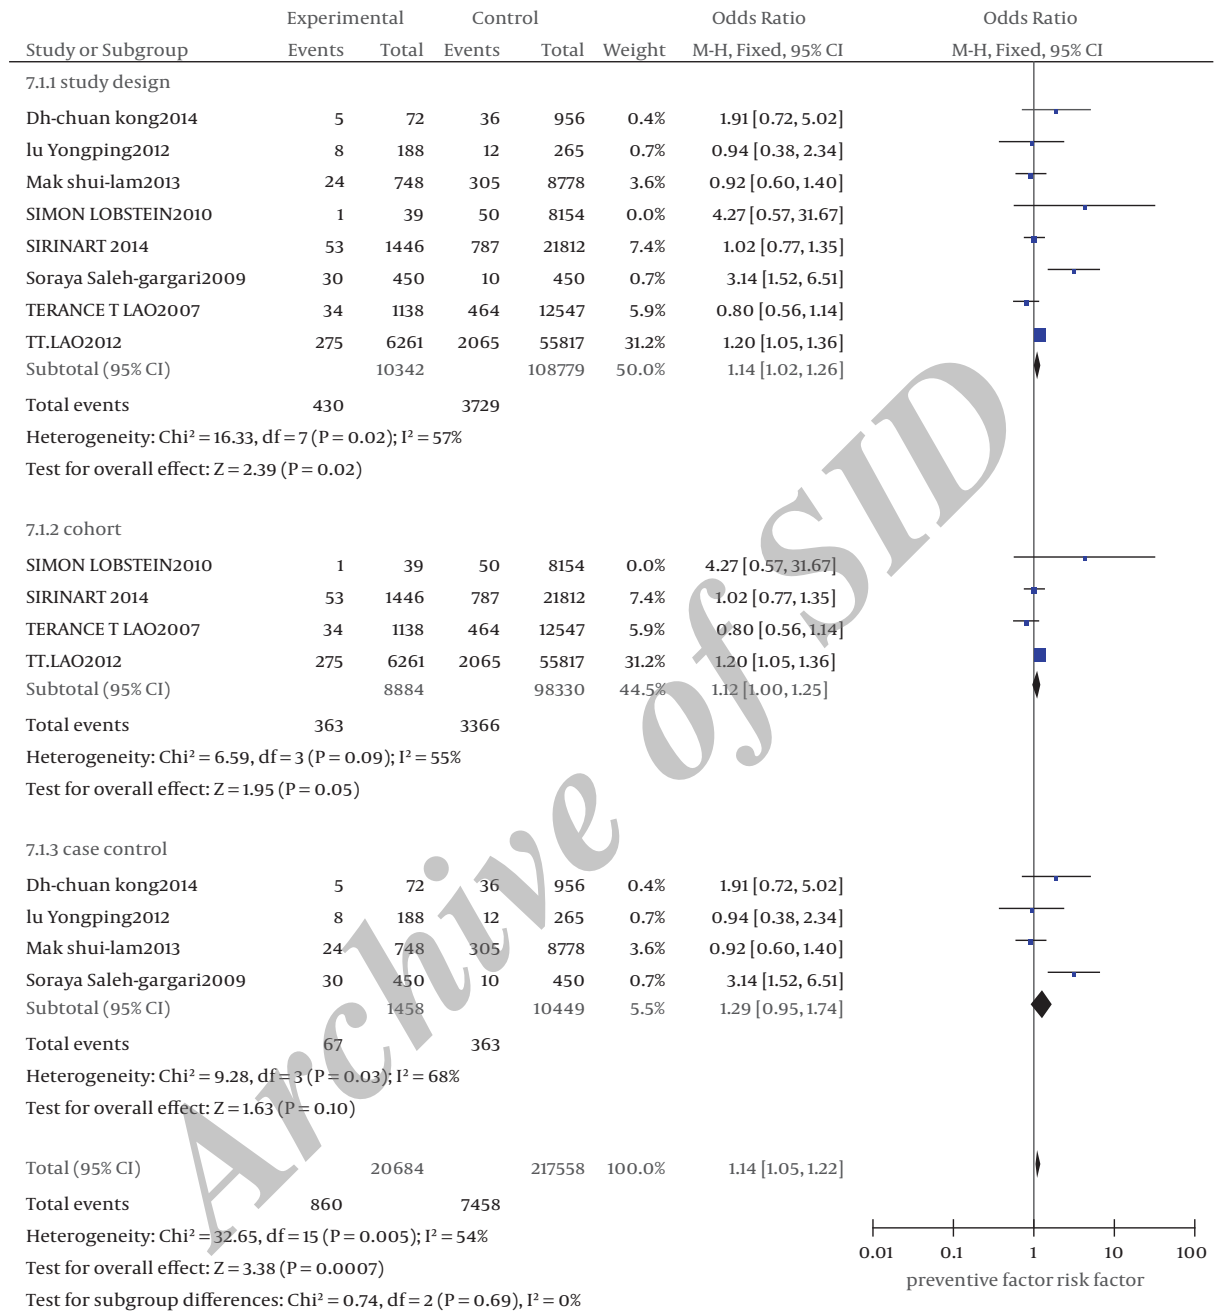 Experimental Control Odds Ratio Odds Ratio
Study or Subgroup Events Total Events Total Weight M-H, Fixed, 95% CI M-H, Fixed, 95% CI
7.1.1 study design
Dh-chuan kong2014 5 72 36 956 0.4% 1.91 [0.72, 5.02]
lu Yongping2012 8 188 12 265 0.7% 0.94 [0.38, 2.34]
Mak shui-lam2013 24 748 305 8778 3.6% 0.92 [0.60, 1.40]
SIMON LOBSTEIN2010 1 39 50 8154 0.0% 4.27 [0.57, 31.67]
SIRINART 2014 53 1446 787 21812 7.4% 1.02 [0.77, 1.35]
Soraya Saleh-gargari2009 30 450 10 450 0.7% 3.14 [1.52, 6.51]
TERANCE T LAO2007 34 1138 464 12547 5.9% 0.80 [0.56, 1.14]
TT.LAO2012 275 6261 2065 55817 31.2% 1.20 [1.05, 1.36]
Subtotal (95% CI) 10342 108779 50.0% 1.14 [1.02, 1.26]
Total events 430 3729
Heterogeneity: Chi² = 16.33, df = 7 (P = 0.02); I² = 57%
Test for overall effect: Z = 2.39 (P = 0.02)
7.1.2 cohort
SIMON LOBSTEIN2010 1 39 50 8154 0.0% 4.27 [0.57, 31.67]
SIRINART 2014 53 1446 787 21812 7.4% 1.02 [0.77, 1.35]
TERANCE T LAO2007 34 1138 464 12547 5.9% 0.80 [0.56, 1.14]
TT.LAO2012 275 6261 2065 55817 31.2% 1.20 [1.05, 1.36]
Subtotal (95% CI) 8884 98330 44.5% 1.12 [1.00, 1.25]
Total events 363 3366
Heterogeneity: Chi² = 6.59, df = 3 (P = 0.09); I² = 55%
Test for overall effect: Z = 1.95 (P = 0.05)
7.1.3 case control
Dh-chuan kong2014 5 72 36 956 0.4% 1.91 [0.72, 5.02]
lu Yongping2012 8 188 12 265 0.7% 0.94 [0.38, 2.34]
Mak shui-lam2013 24 748 305 8778 3.6% 0.92 [0.60, 1.40]
Soraya Saleh-gargari2009 30 450 10 450 0.7% 3.14 [1.52, 6.51]
Subtotal (95% CI) 1458 10449 5.5% 1.29 [0.95, 1.74]
Total events 67 363
Heterogeneity: Chi² = 9.28, df = 3 (P = 0.03); I² = 68%
Test for overall effect: Z = 1.63 (P = 0.10)
Total (95% CI) 20684 217558 100.0% 1.14 [1.05, 1.22]
Total events 860 7458
Heterogeneity: Chi² = 32.65, df = 15 (P = 0.005); I² = 54%
Test for overall effect: Z = 3.38 (P = 0.0007)
Test for subgroup differences: Chi² = 0.74, df = 2 (P = 0.69), I² = 0%
0.01 0.1 1 10 100
preventive factor risk factor
Archive of SID